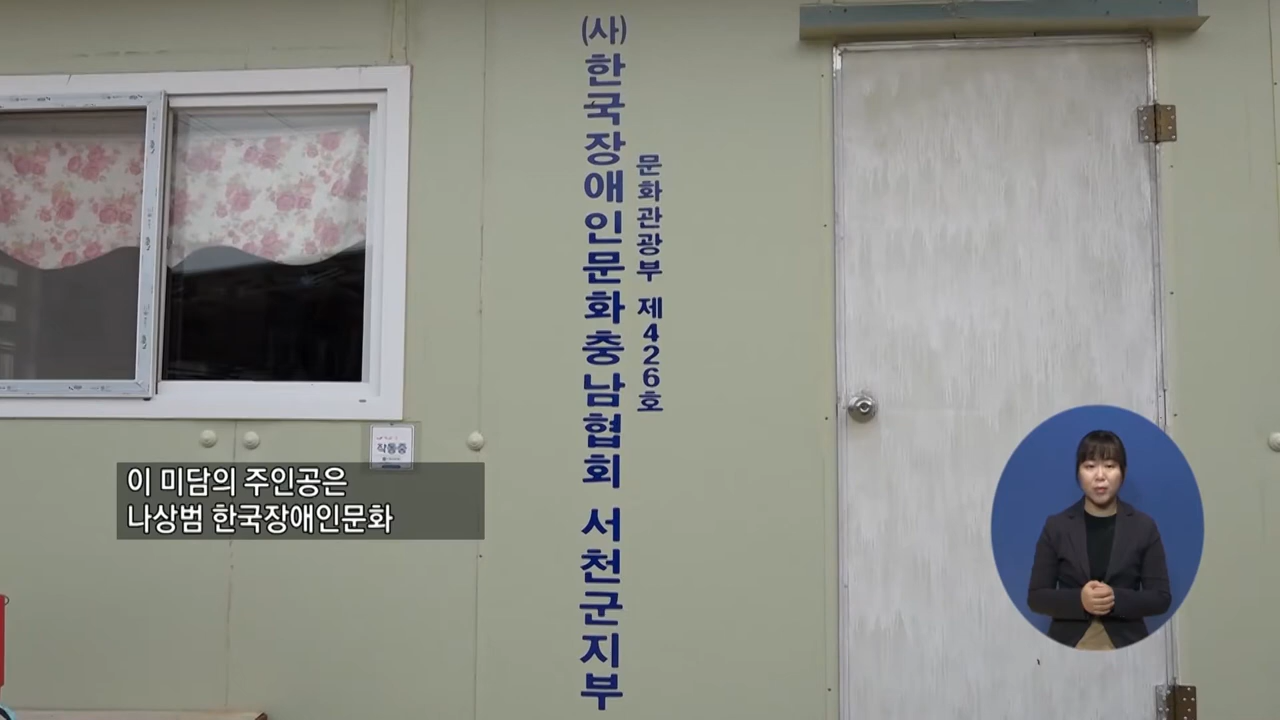 (사)한국장애인문화충남협회 서천군지부
문화관광부 제426호
작동중
이 미담의 주인공은
나상범 한국장애인문화